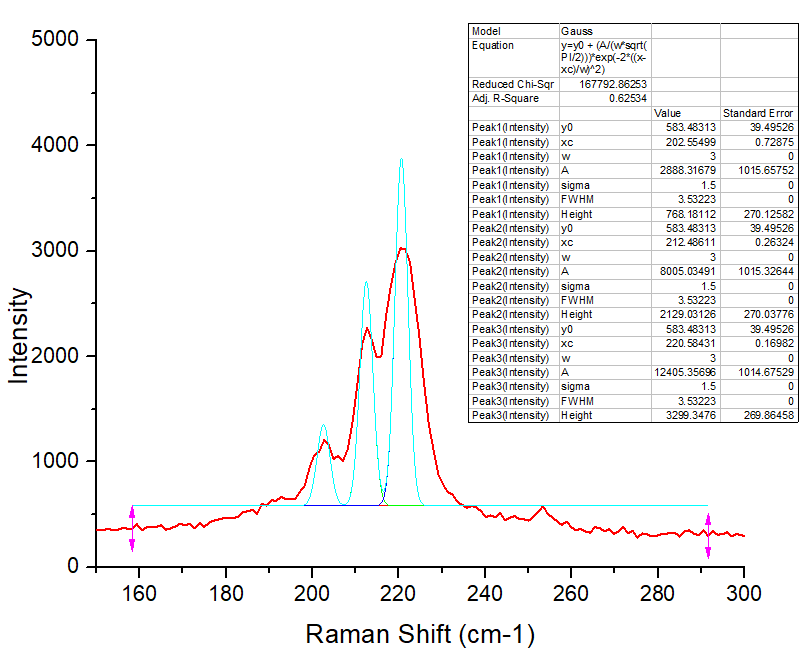 Model Gauss
Equation y=y0 + (A/(w*sqrt(
PI/2)))*exp(-2*((x-
xc)/w)^2)
Reduced Chi-Sqr 167792.86253
Adj. R-Square 0.62534
Value Standard Error
Peak1(Intensity) y0 583.48313 39.49526
Peak1(Intensity) xc 202.55499 0.72875
Peak1(Intensity) w 3 0
Peak1(Intensity) A 2888.31679 1015.65752
Peak1(Intensity) sigma 1.5 0
Peak1(Intensity) FWHM 3.53223 0
Peak1(Intensity) Height 768.18112 270.12582
Peak2(Intensity) y0 583.48313 39.49526
Peak2(Intensity) xc 212.48611 0.26324
Peak2(Intensity) w 3 0
Peak2(Intensity) A 8005.03491 1015.32644
Peak2(Intensity) sigma 1.5 0
Peak2(Intensity) FWHM 3.53223 0
Peak2(Intensity) Height 2129.03126 270.03776
Peak3(Intensity) y0 583.48313 39.49526
Peak3(Intensity) xc 220.58431 0.16982
Peak3(Intensity) w 3 0
Peak3(Intensity) A 12405.35696 1014.67529
Peak3(Intensity) sigma 1.5 0
Peak3(Intensity) FWHM 3.53223 0
Peak3(Intensity) Height 3299.3476 269.86458
5000
4000
3000
2000
1000
0
Intensity
160 180 200 220 240 260 280 300
Raman Shift (cm-1)